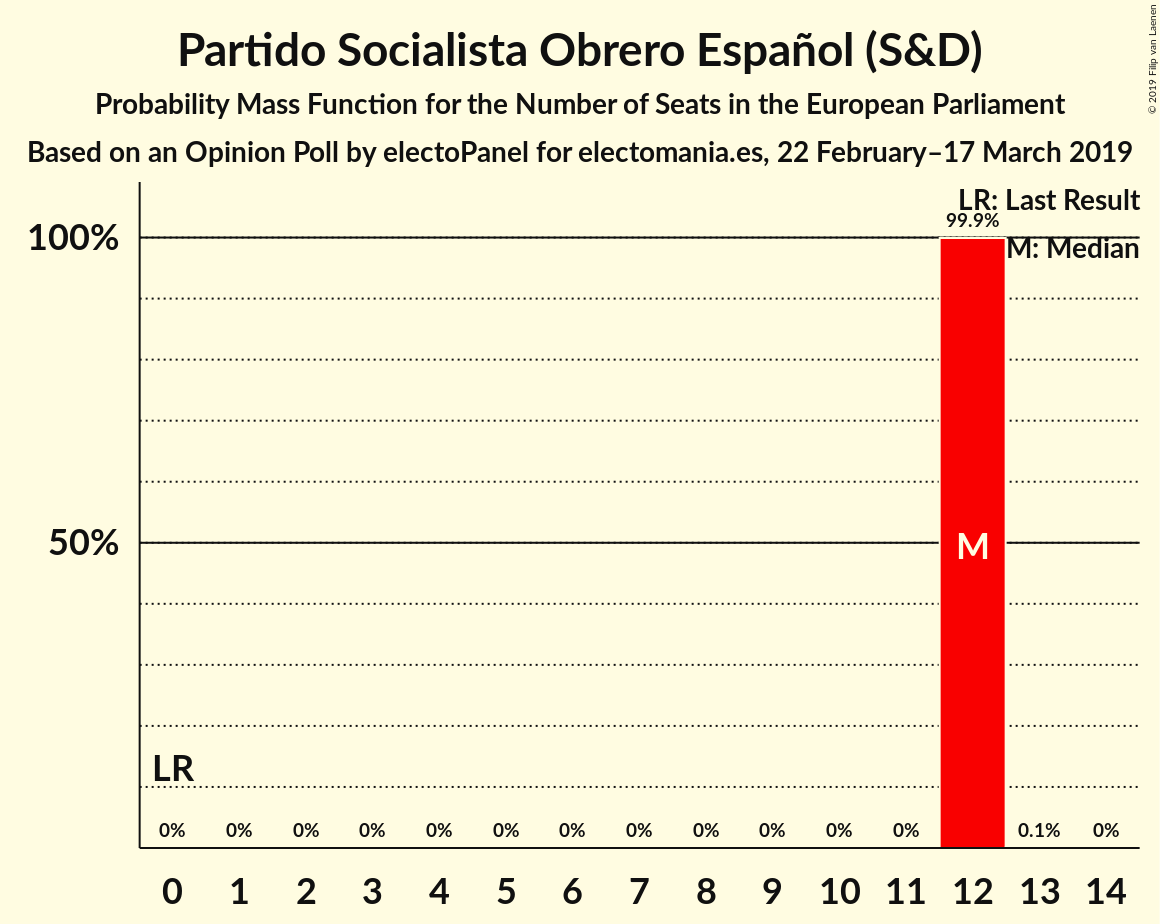 Partido Socialista Obrero Español (S&D)
Probability Mass Function for the Number of Seats in the European Parliament
Based on an Opinion Poll by electoPanel for electomania.es, 22 February–17 March 2019
© 2019 Filip van Laenen
LR: Last Result
99.9%
100%
M: Median
50%
M
LR
0% 0% 0% 0% 0% 0% 0% 0% 0% 0% 0% 0% 0.1% 0%
0 1 2 3 4 5 6 7 8 9 10 11 12 13 14